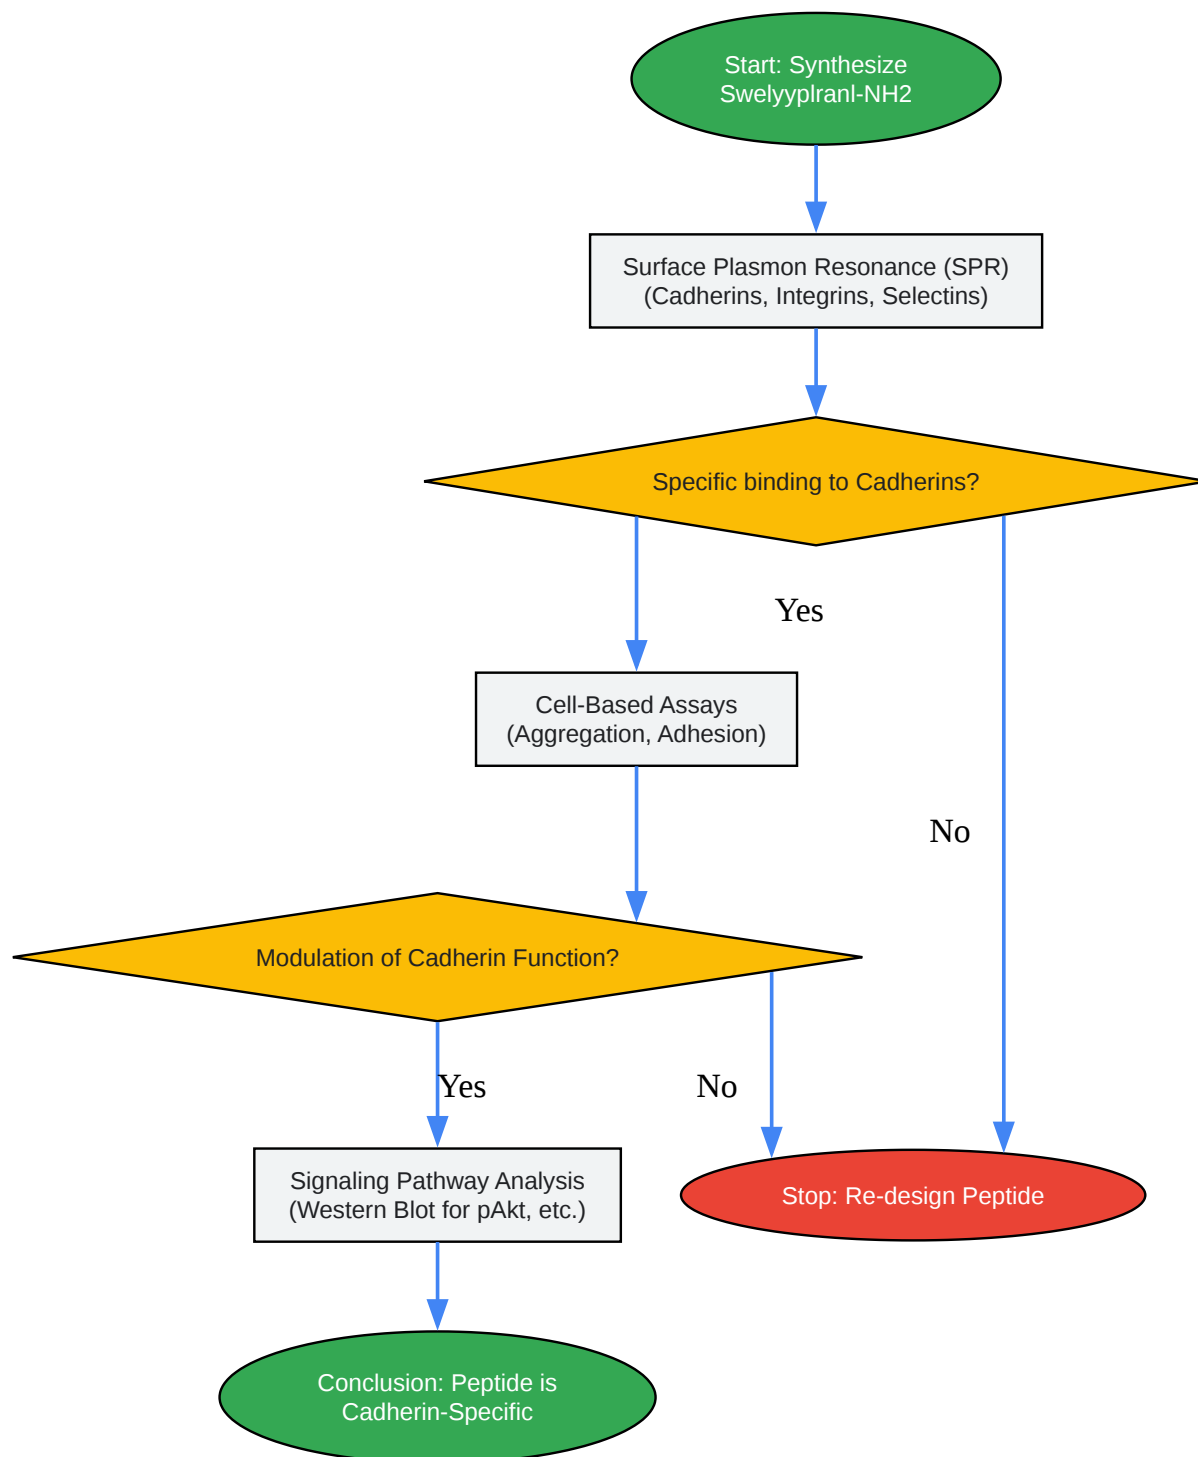 Start: Synthesize
Swelyyplranl-NH2
Surface Plasmon Resonance (SPR)
(Cadherins, Integrins, Selectins)
Specific binding to Cadherins?
Yes
Cell-Based Assays
(Aggregation, Adhesion)
No
Modulation of Cadherin Function?
Yes
No
Signaling Pathway Analysis
(Western Blot for pAkt, etc.)
Stop: Re-design Peptide
Conclusion: Peptide is
Cadherin-Specific